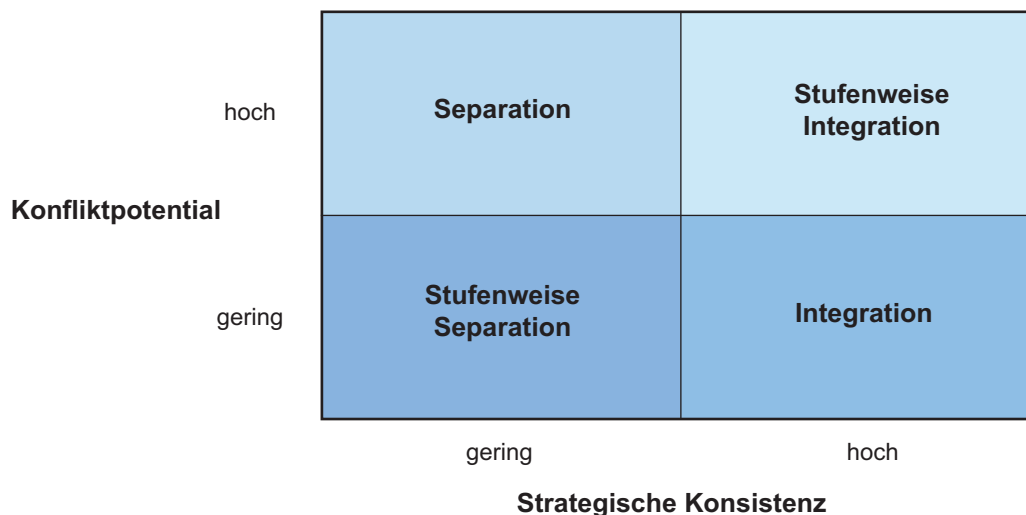 hoch
Separation
Stufenweise
Integration
Konfliktpotential
gering
Stufenweise
Separation
Integration
gering
hoch
Strategische Konsistenz